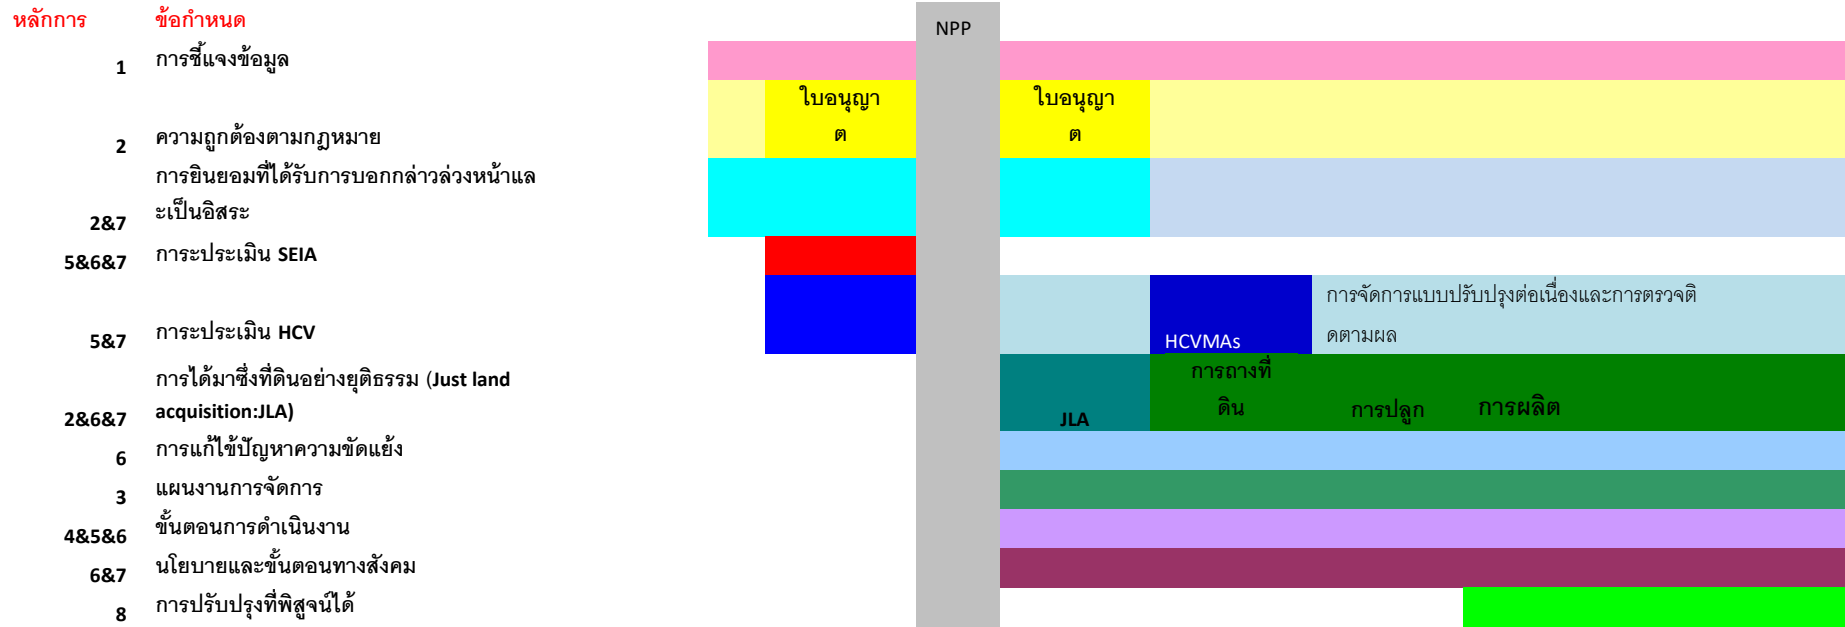 หลักการ ข้อกำหนด
NPP
1 การชี้แจงข้อมูล
ใบอนุญา
ต
ใบอนุญา
ต
2 ความถูกต้องตามกฎหมาย
การยินยอมที่ได้รับการบอกกล่าวล่วงหน้าแล
2&7 ะเป็นอิสระ
5&6&7 การะประเมิน SEIA
การจัดการแบบปรับปรุงต่อเนื่องและการตรวจติ
ดตามผล
5&7 การะประเมิน HCV
HCVMAs
การได้มาซึ่งที่ดินอย่างยุติธรรม (Just land
2&6&7 acquisition:JLA)
JLA
การถางที่
ดิน
การปลูก
การผลิต
6 การแก้ไข้ปัญหาความขัดแย้ง
3 แผนงานการจัดการ
4&5&6 ขั้นตอนการดำเนินงาน
6&7 นโยบายและขั้นตอนทางสังคม
8 การปรับปรุงที่พิสูจน์ได้